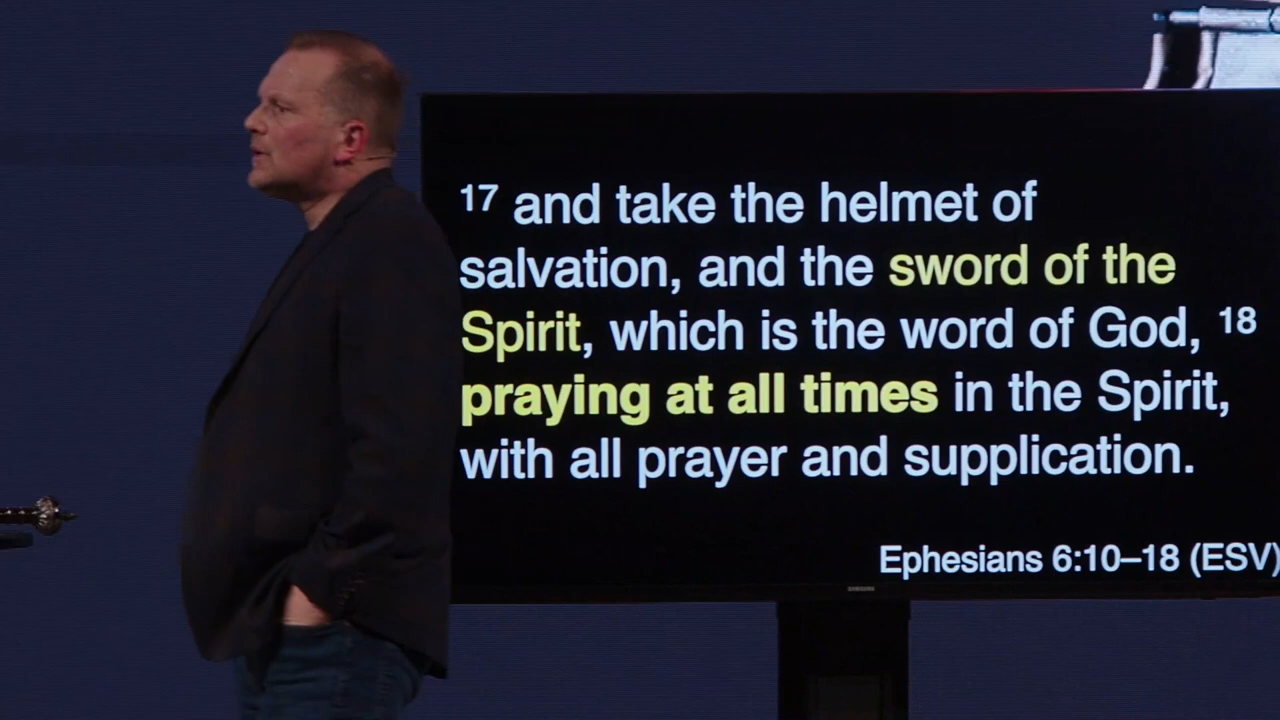 17 and take the helmet of
salvation, and the sword of the
Spirit, which is the word of God, 18
praying at all times in the Spirit,
with all prayer and supplication.
Ephesians 6:10–18 (ESV)
SAMSUNG